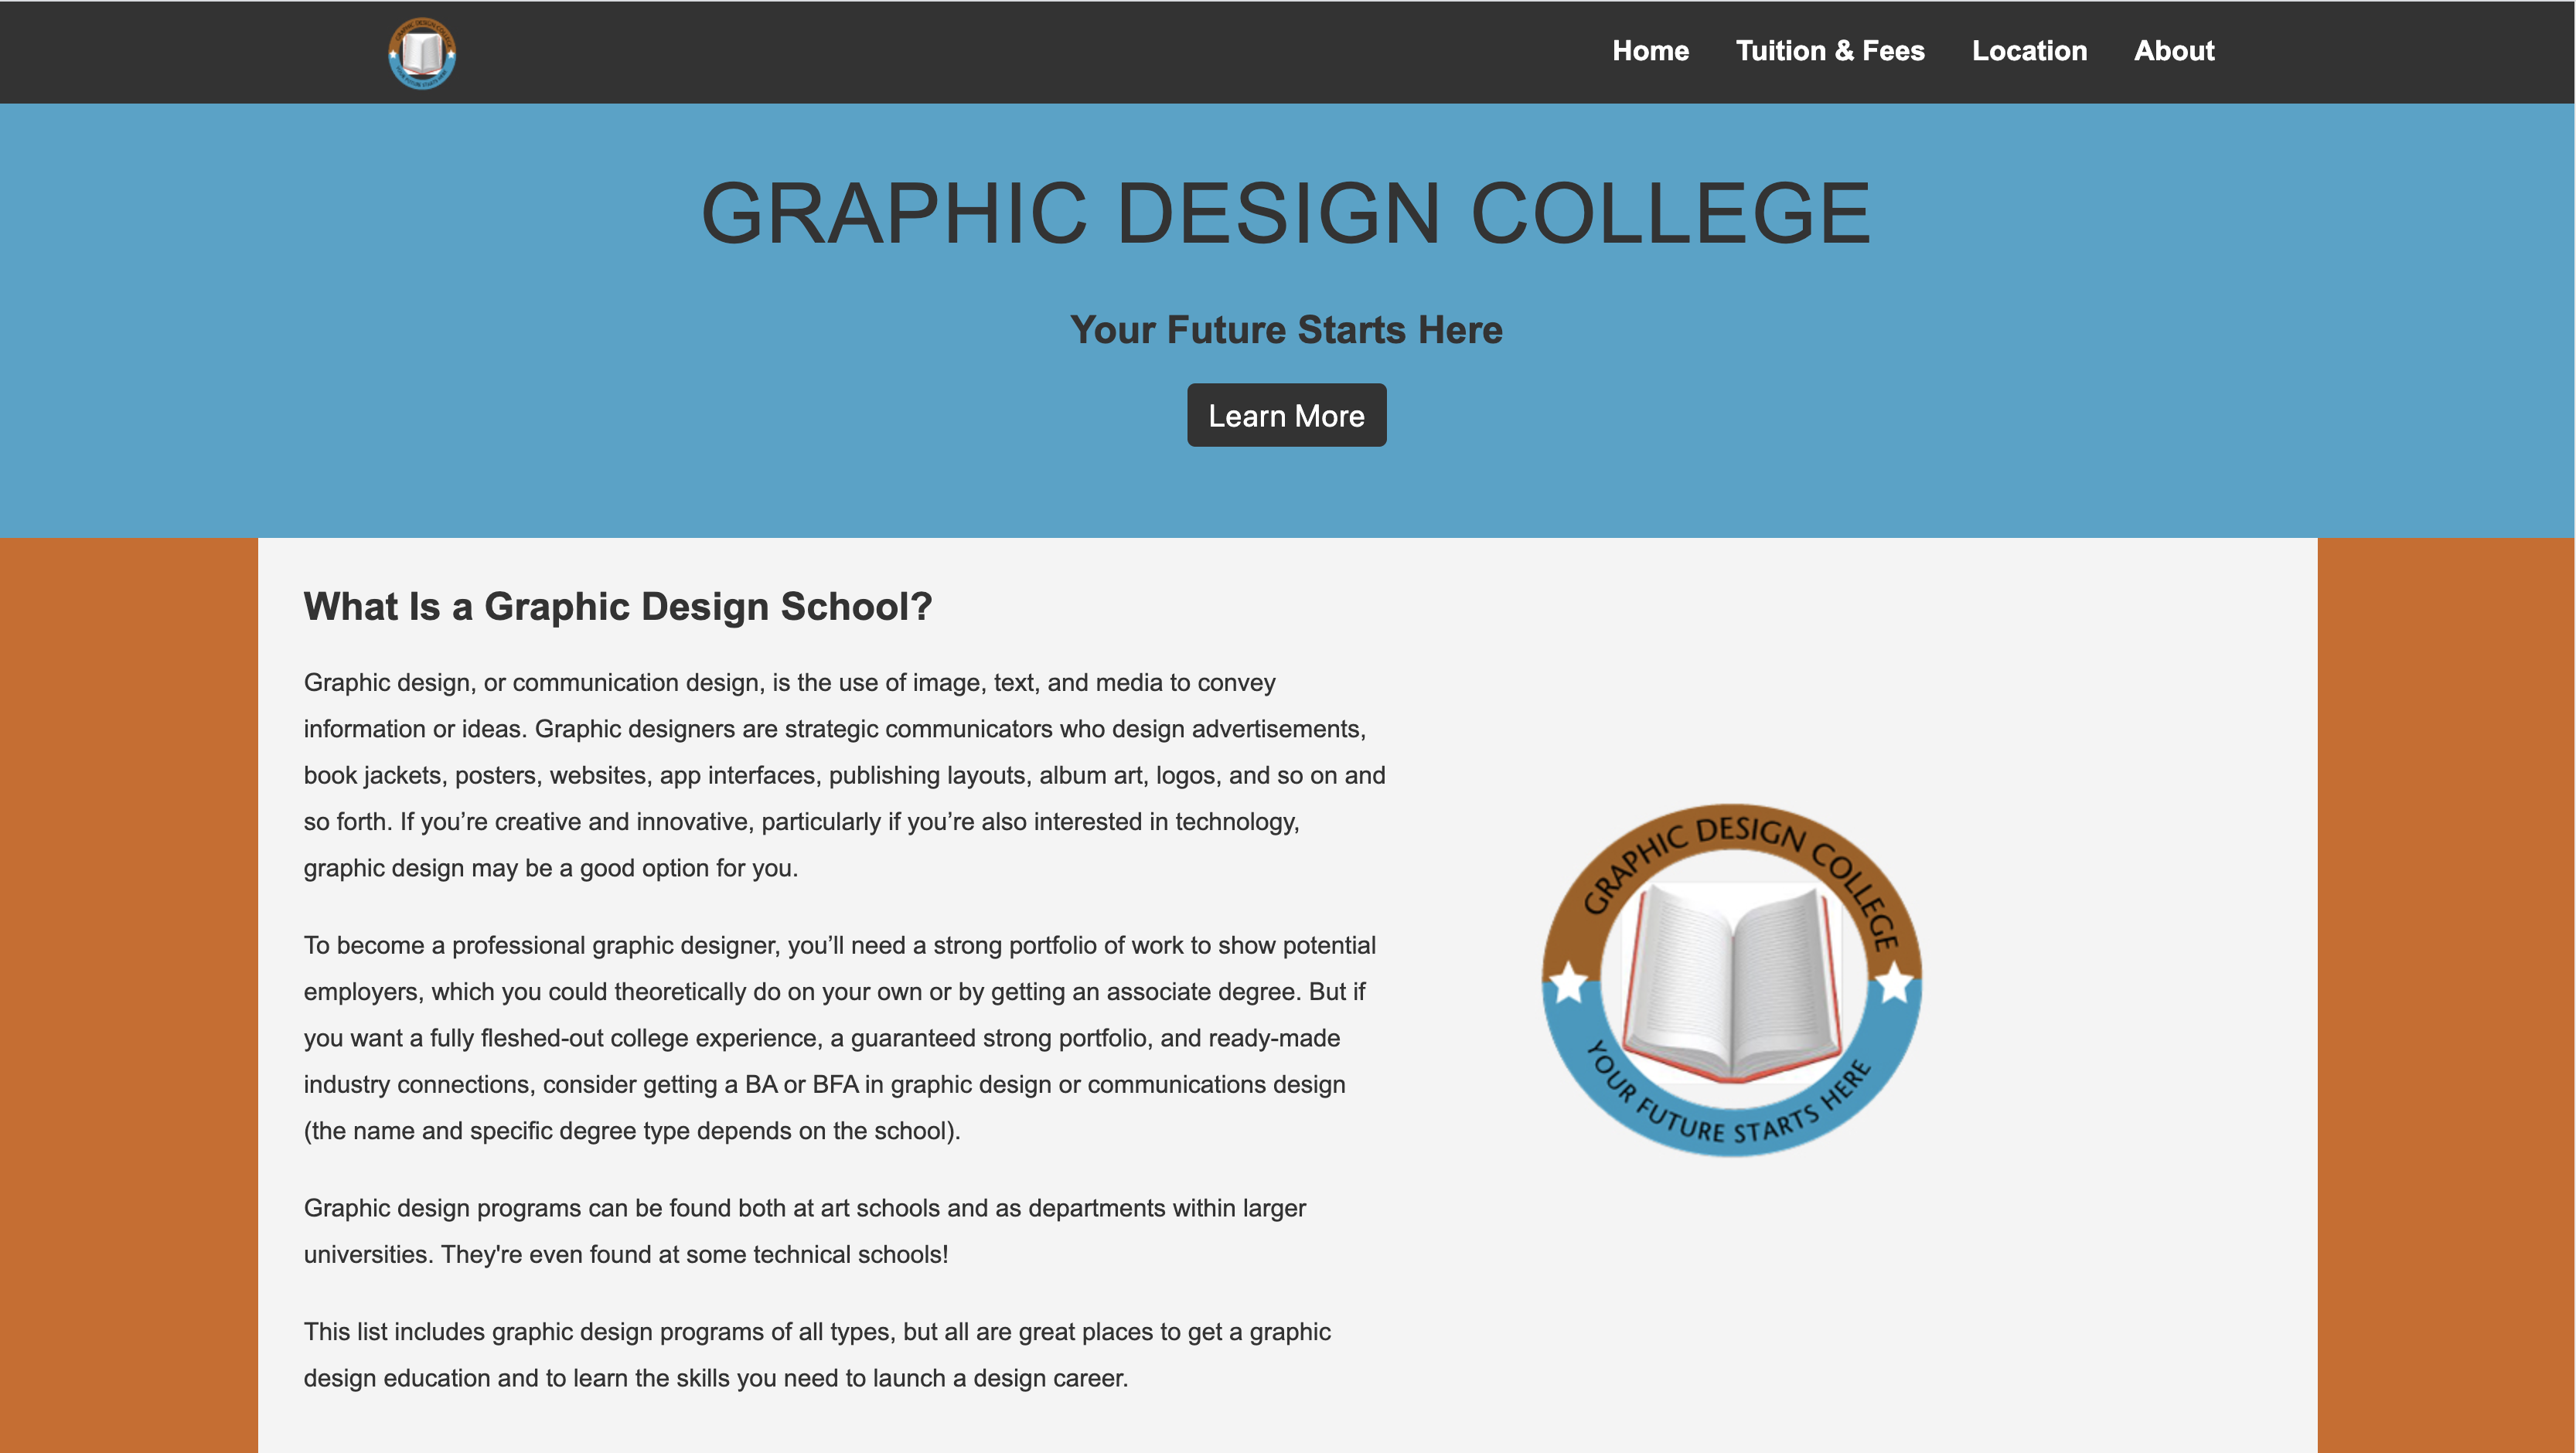 GRAPHIC DESIGN COLLEGE
YOUR FUTURE STARTS HERE
Home Tuition & Fees Location About
GRAPHIC DESIGN COLLEGE
Your Future Starts Here
Learn More
What Is a Graphic Design School?
Graphic design, or communication design, is the use of image, text, and media to convey
information or ideas. Graphic designers are strategic communicators who design advertisements,
book jackets, posters, websites, app interfaces, publishing layouts, album art, logos, and so on and
so forth. If you’re creative and innovative, particularly if you’re also interested in technology,
graphic design may be a good option for you.
To become a professional graphic designer, you’ll need a strong portfolio of work to show potential
employers, which you could theoretically do on your own or by getting an associate degree. But if
you want a fully fleshed-out college experience, a guaranteed strong portfolio, and ready-made
industry connections, consider getting a BA or BFA in graphic design or communications design
(the name and specific degree type depends on the school).
Graphic design programs can be found both at art schools and as departments within larger
universities. They're even found at some technical schools!
This list includes graphic design programs of all types, but all are great places to get a graphic
design education and to learn the skills you need to launch a design career.
GRAPHIC DESIGN COLLEGE
YOUR FUTURE STARTS HERE